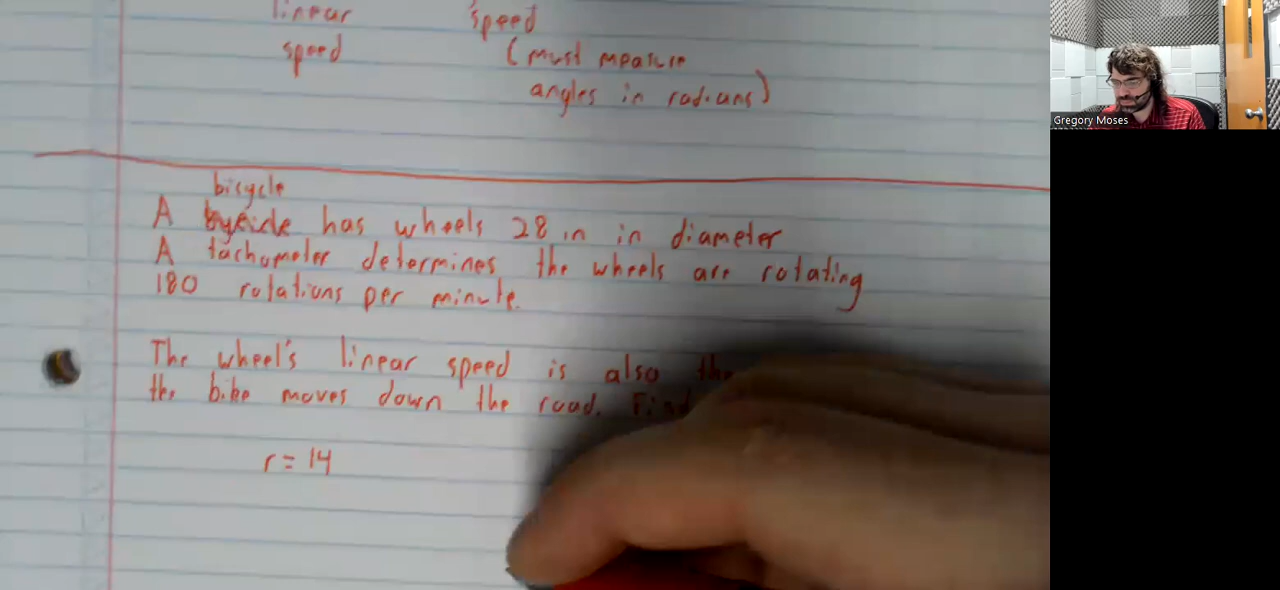 linear speed
speed (must measure
angles in radians)
Gregory Moses
bicycle
A bycicle has wheels 28 in in diameter
A tachometer determines the wheels are rotating
180 rotations per minute.
The wheel's linear speed is also the
the bike moves down the road. Find
r = 14